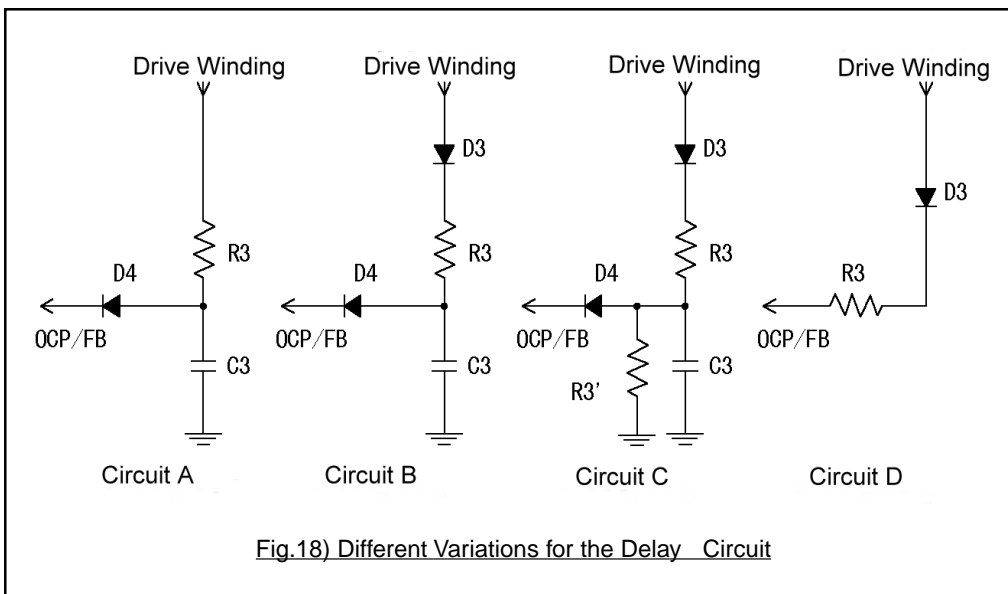 Drive Winding Drive Winding Drive Winding Drive Winding
D3 D3
D3
R3 R3 R3
D4 D4 D4 R3
OCP/FB OCP/FB OCP/FB OCP/FB
C3 C3 C3
R3'
Circuit A Circuit B Circuit C Circuit D
Fig.18) Different Variations for the Delay Circuit